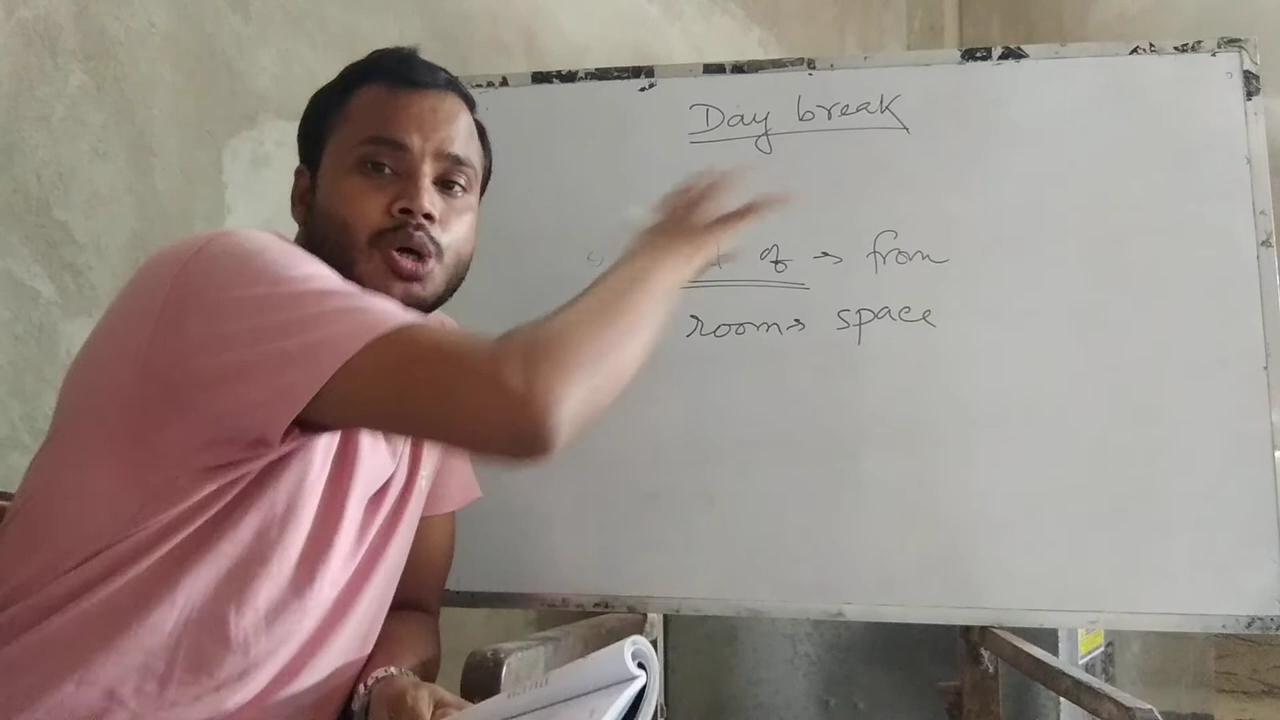 Day break
of → from
room → space